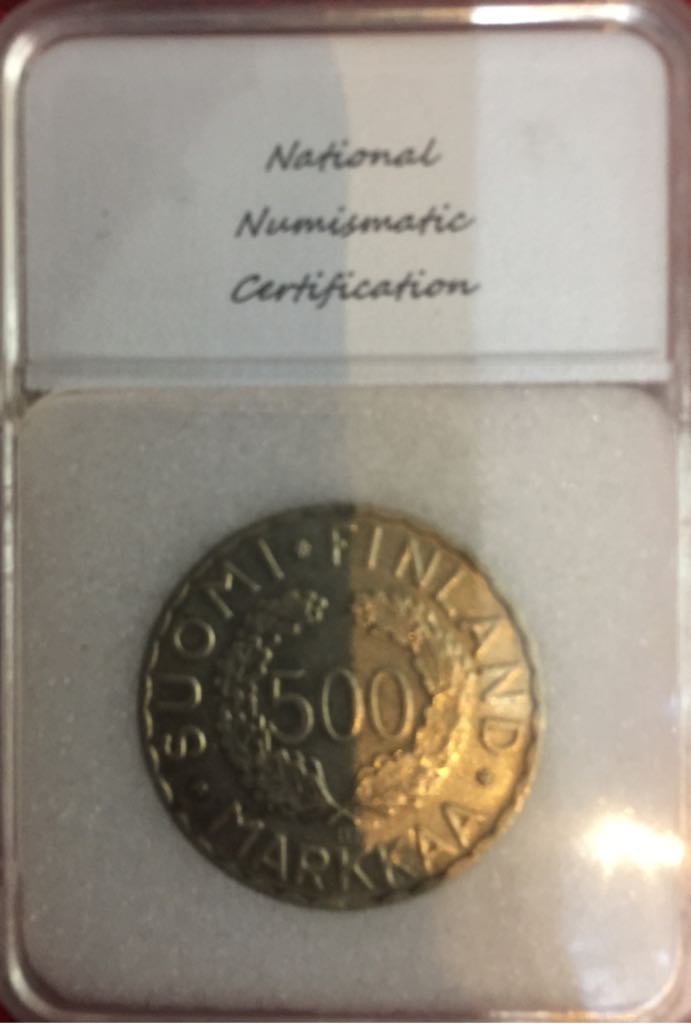 National
Numismatic
Certification
SUOMI • FINLAND •
500
MARKKAA •